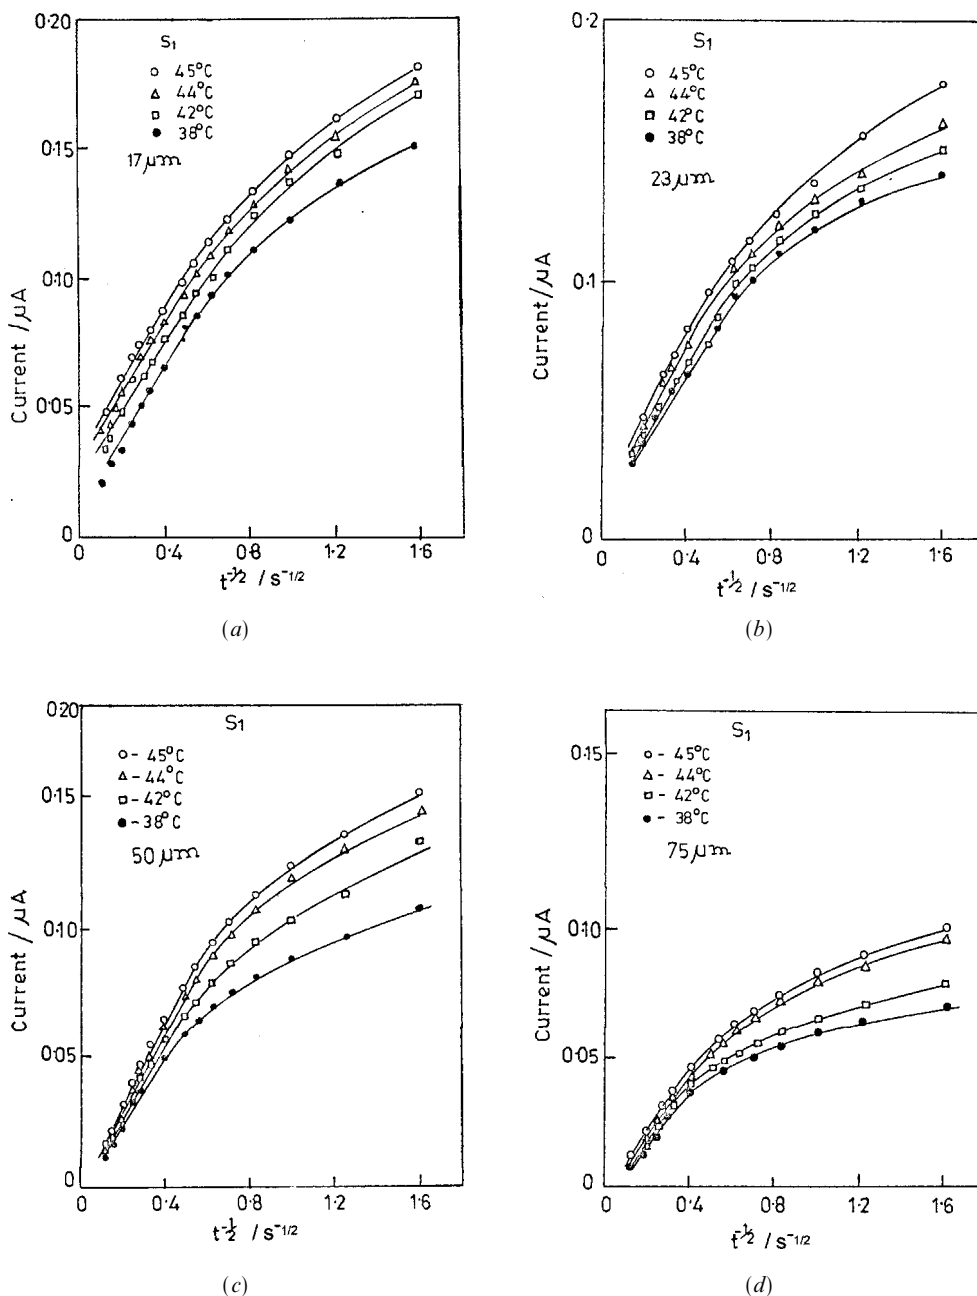 0.20
S1
45°C
44°C
42°C
38°C
17 μm
0.15
0.10
0.05
0
Current / μA
0 0.4 0.8 1.2 1.6
t-½ / s-1/2
(a)
0.2
S1
45°C
44°C
42°C
38°C
23 μm
0.1
0
Current / μA
0 0.4 0.8 1.2 1.6
t-½ / s-1/2
(b)
0.20
S1
- 45°C
- 44°C
- 42°C
- 38°C
50 μm
0.15
0.10
0.05
0
Current / μA
0 0.4 0.8 1.2 1.6
t-½ / s-1/2
(c)
S1
- 45°C
- 44°C
- 42°C
- 38°C
75 μm
0.15
0.10
0.05
0
Current / μA
0 0.4 0.8 1.2 1.6
t-½ / s-1/2
(d)